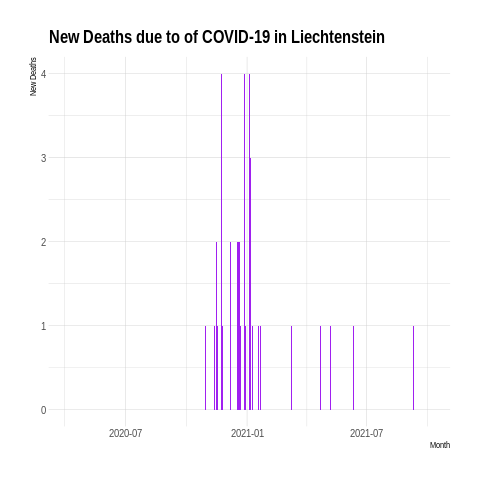 New Deaths due to of COVID-19 in Liechtenstein
New Deaths
4
3
2
1
0
2020-07
2021-01
2021-07
Month